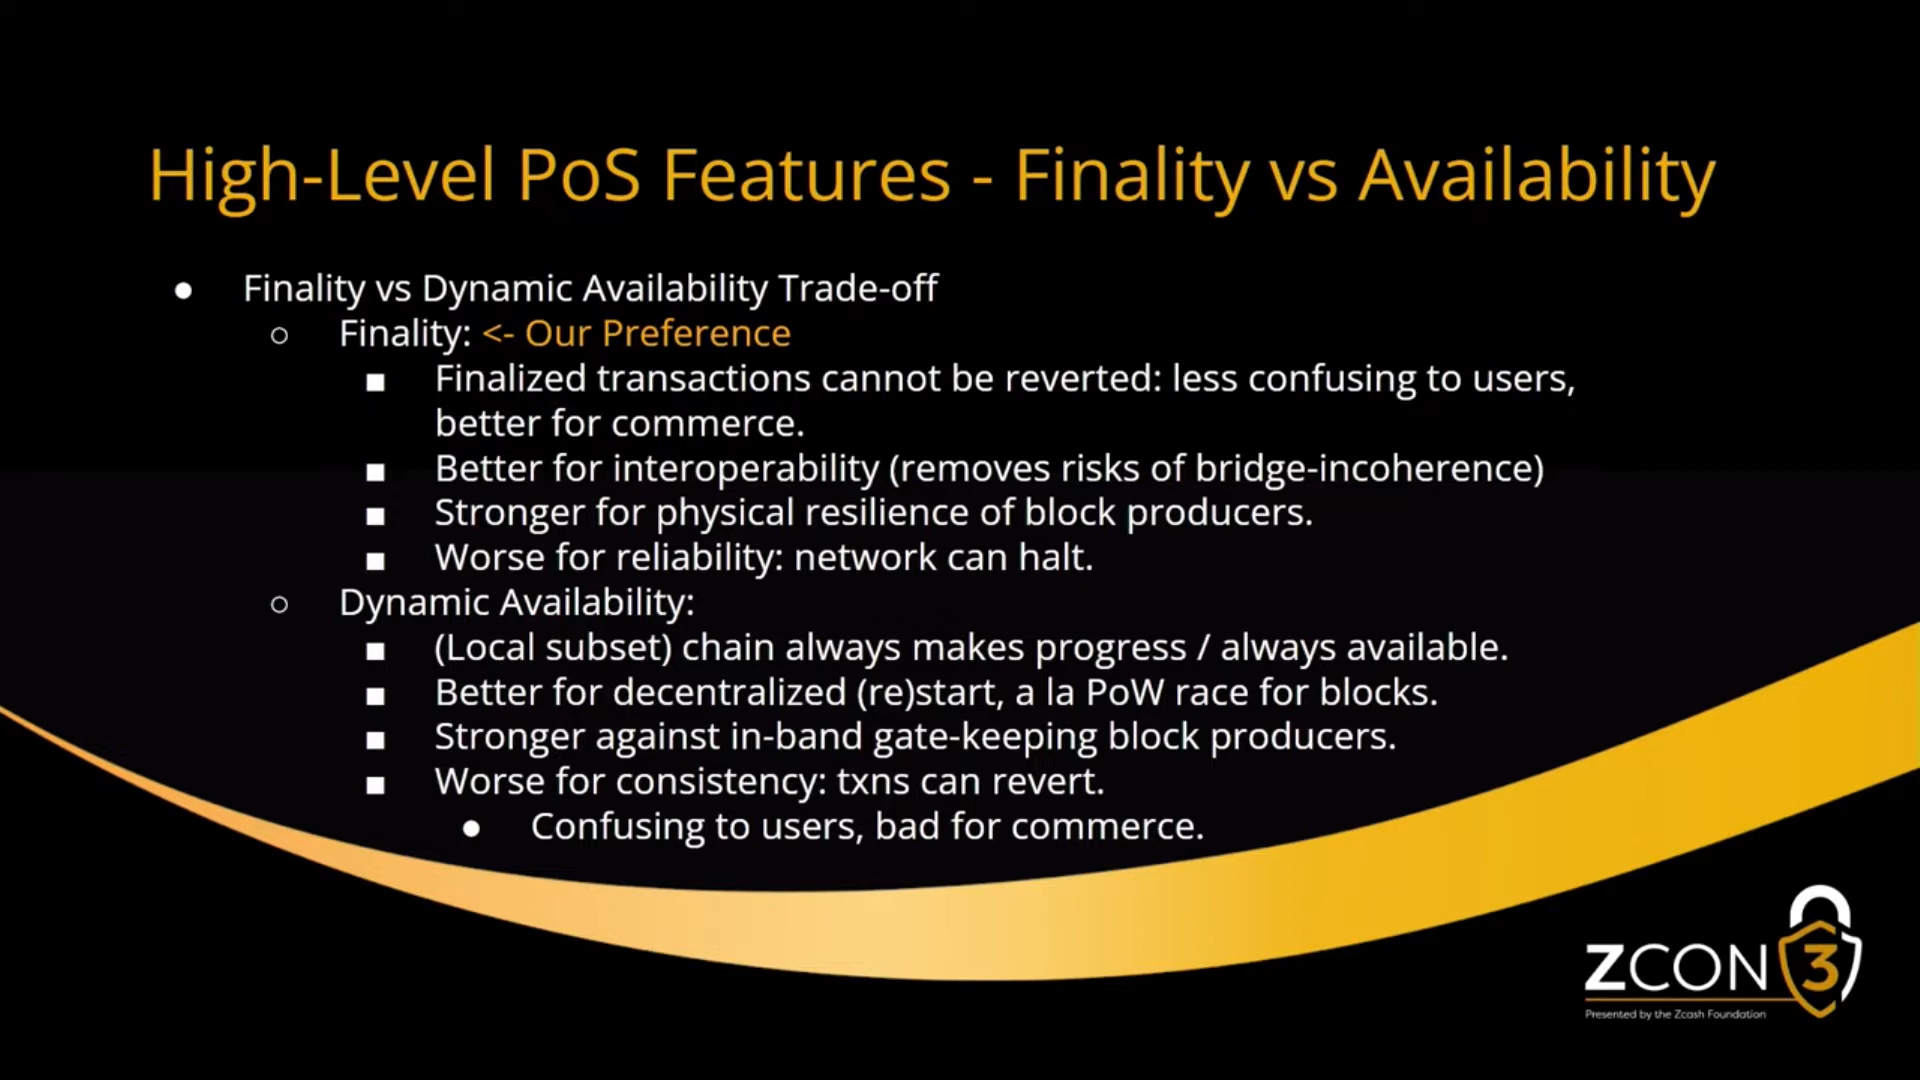 High-Level PoS Features - Finality vs Availability
● Finality vs Dynamic Availability Trade-off
○ Finality: <- Our Preference
■ Finalized transactions cannot be reverted: less confusing to users,
better for commerce.
■ Better for interoperability (removes risks of bridge-incoherence)
■ Stronger for physical resilience of block producers.
■ Worse for reliability: network can halt.
○ Dynamic Availability:
■ (Local subset) chain always makes progress / always available.
■ Better for decentralized (re)start, a la PoW race for blocks.
■ Stronger against in-band gate-keeping block producers.
■ Worse for consistency: txns can revert.
● Confusing to users, bad for commerce.
ZCON 3
Presented by the Zcash Foundation